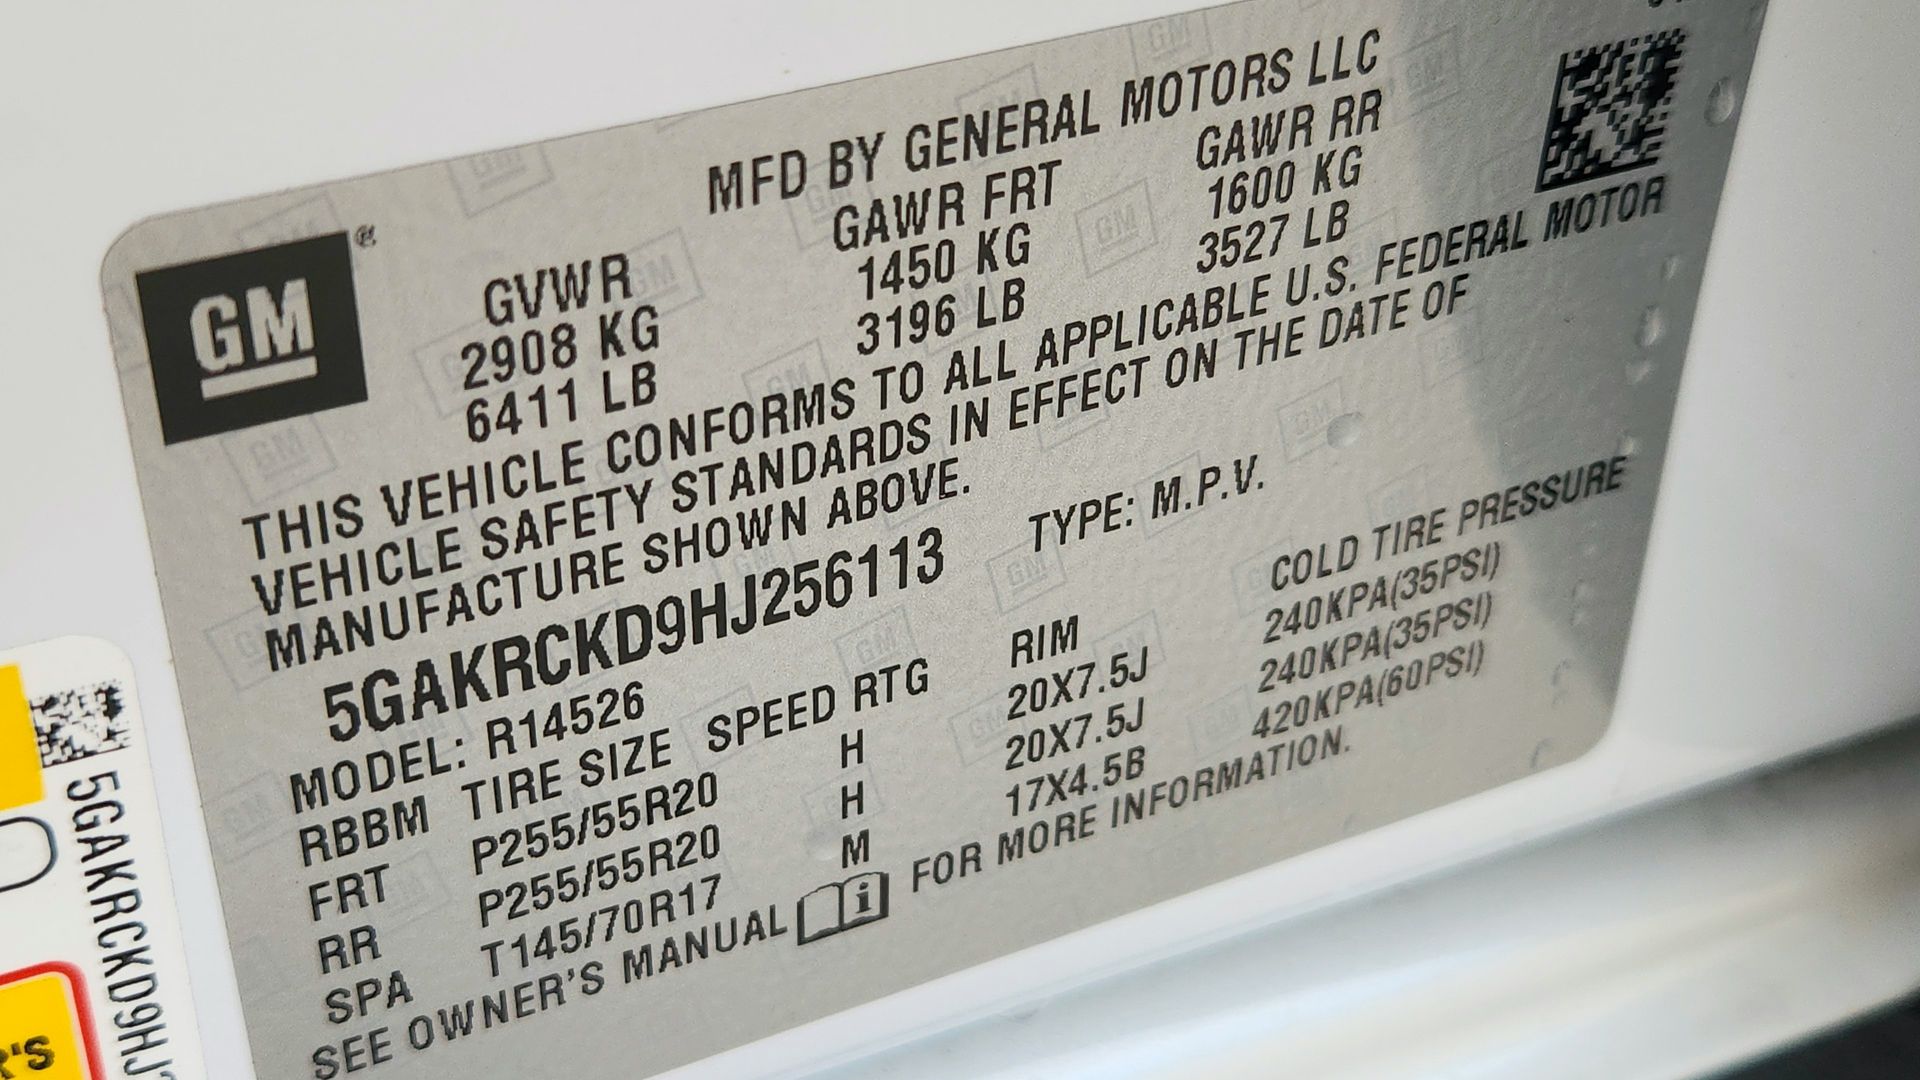 MFD BY GENERAL MOTORS LLC
GM®
GVWR GAWR FRT GAWR RR
2908 KG 1450 KG 1600 KG
6411 LB 3196 LB 3527 LB
THIS VEHICLE CONFORMS TO ALL APPLICABLE U.S. FEDERAL MOTOR
VEHICLE SAFETY STANDARDS IN EFFECT ON THE DATE OF
MANUFACTURE SHOWN ABOVE.
5GAKRCKD9HJ256113 TYPE: M.P.V.
MODEL: R14526
RBBM TIRE SIZE SPEED RTG RIM COLD TIRE PRESSURE
FRT P255/55R20 H 20X7.5J 240KPA(35PSI)
RR P255/55R20 H 20X7.5J 240KPA(35PSI)
SPA T145/70R17 M 17X4.5B 420KPA(60PSI)
SEE OWNER'S MANUAL i FOR MORE INFORMATION.
5GAKRCKD9HJ
R'S